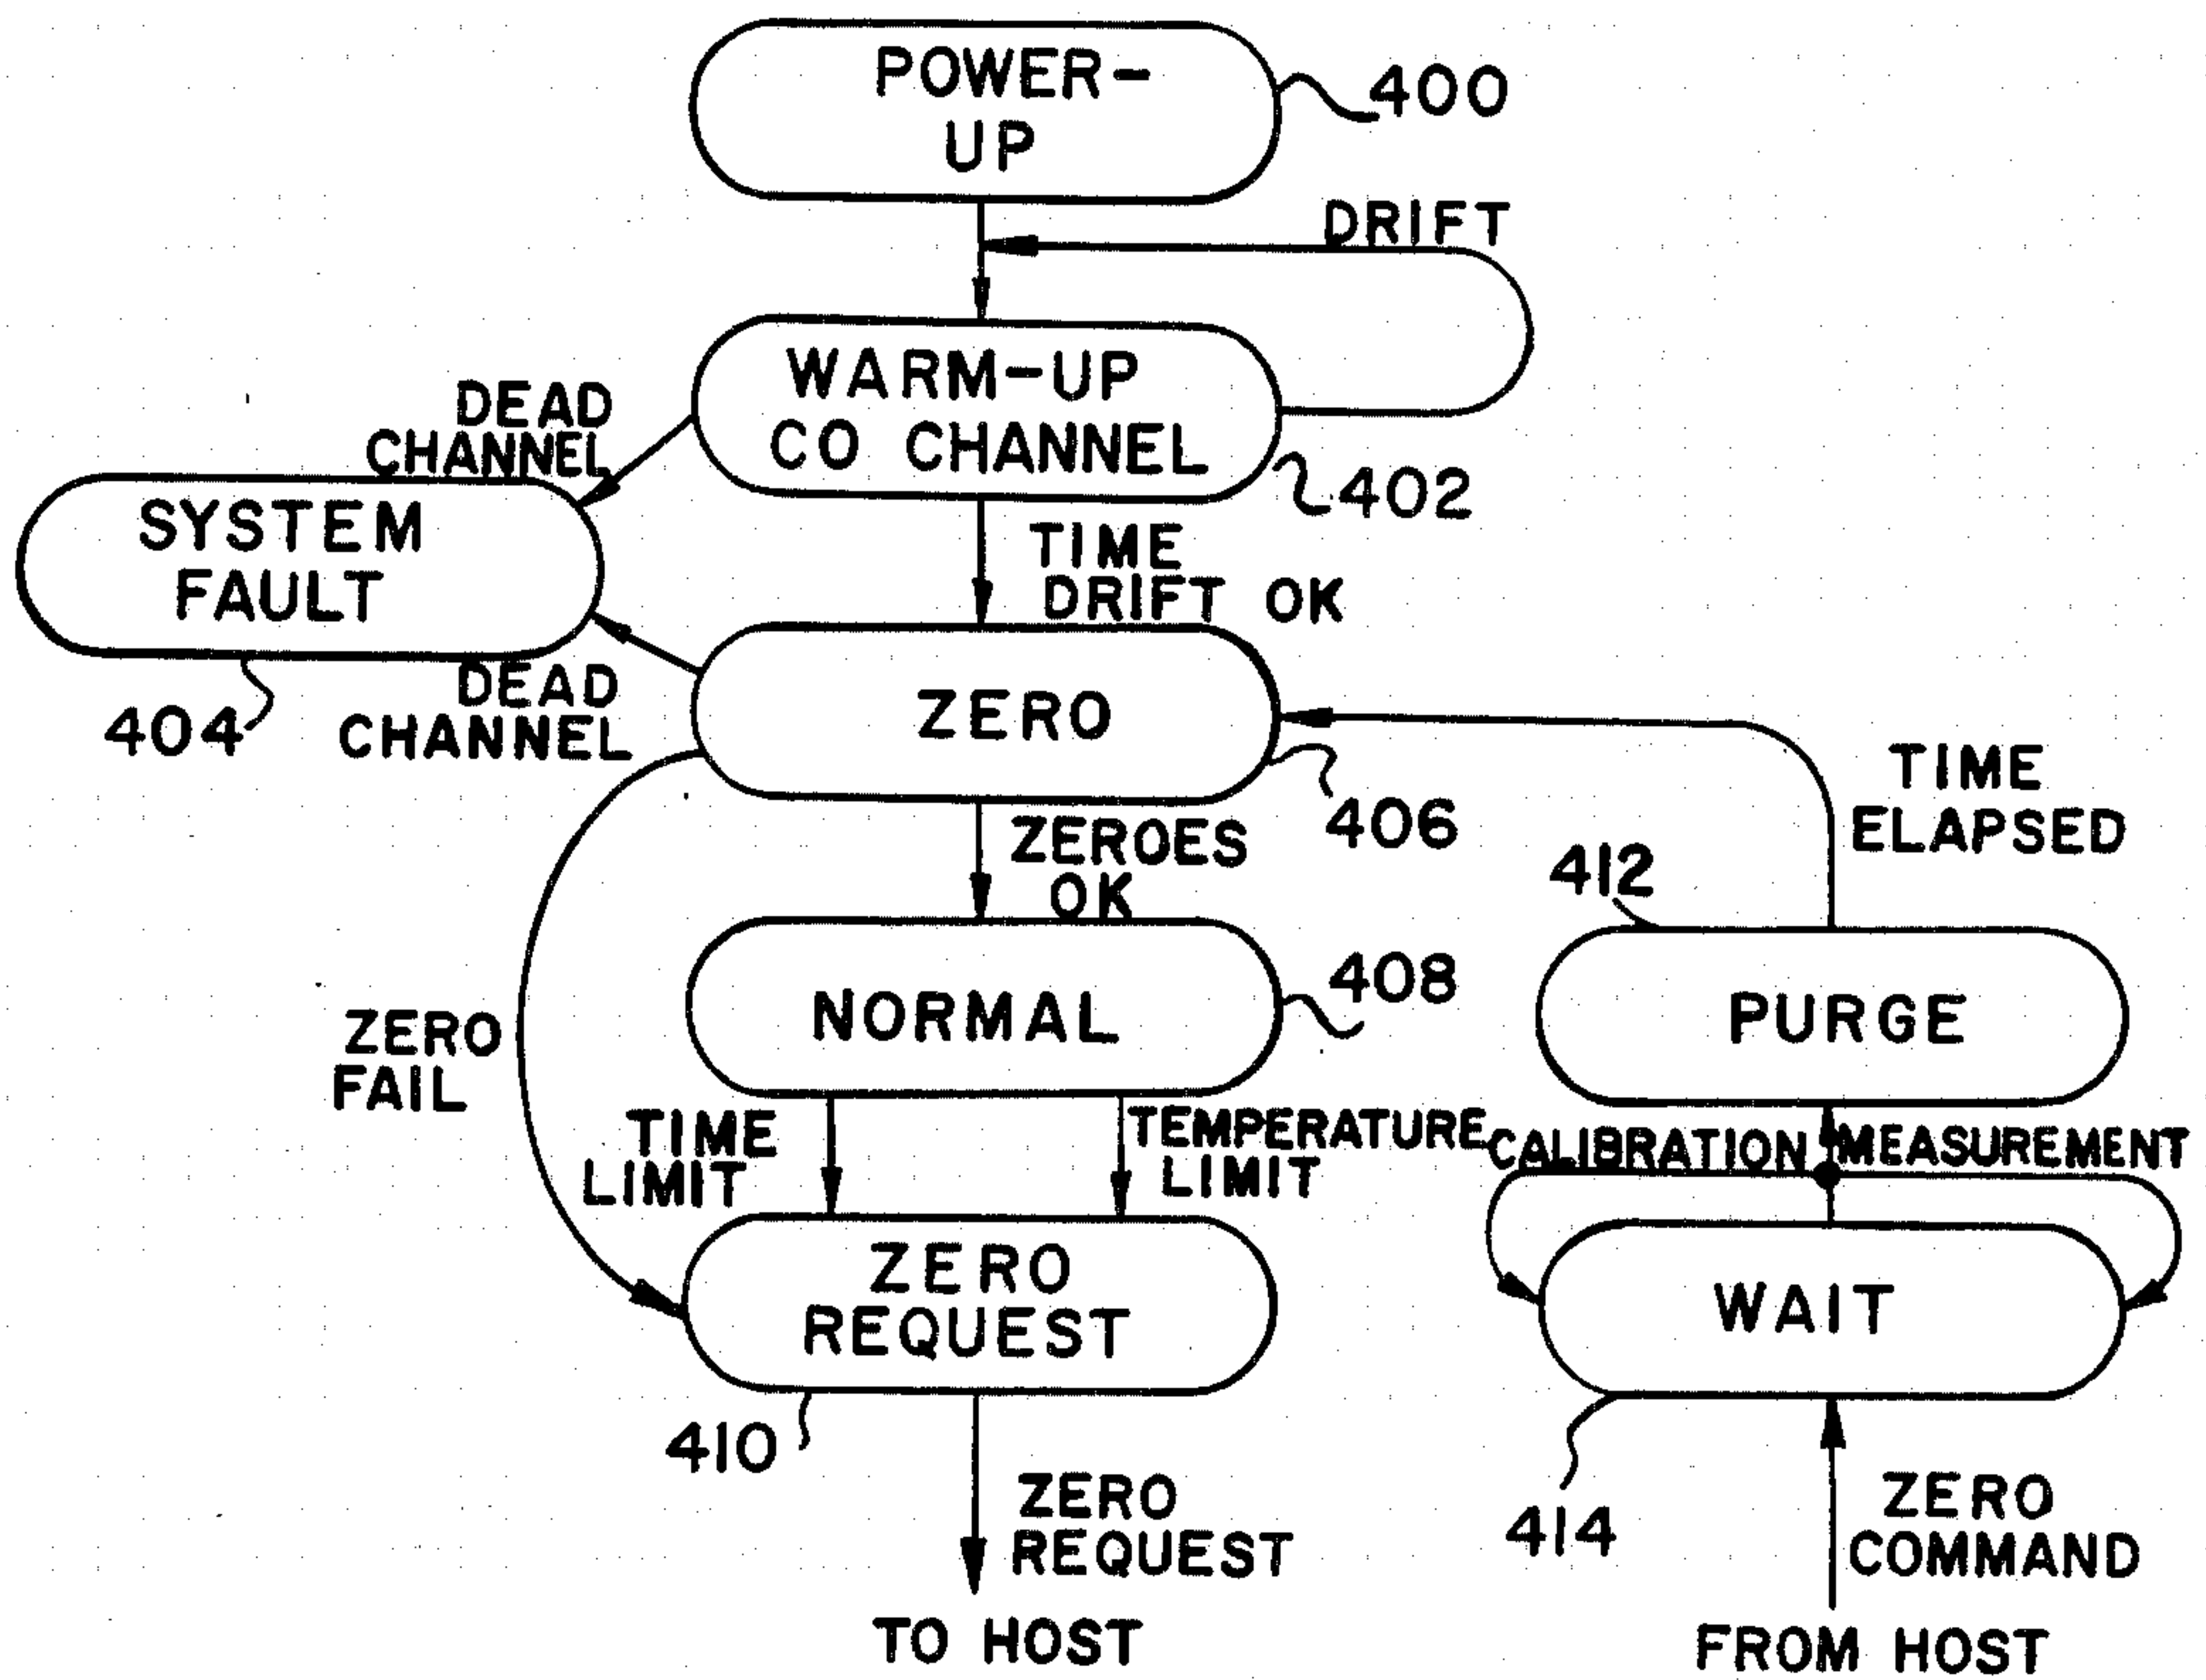 POWER-
UP
400
DRIFT
WARM-UP
CO CHANNEL
402
DEAD
CHANNEL
SYSTEM
FAULT
404
TIME
DRIFT OK
DEAD
CHANNEL
ZERO
406
TIME
ELAPSED
ZEROES
OK
412
NORMAL
408
PURGE
ZERO
FAIL
TIME
LIMIT
TEMPERATURE
LIMIT
CALIBRATION
MEASUREMENT
ZERO
REQUEST
410
WAIT
414
ZERO
REQUEST
TO HOST
ZERO
COMMAND
FROM HOST